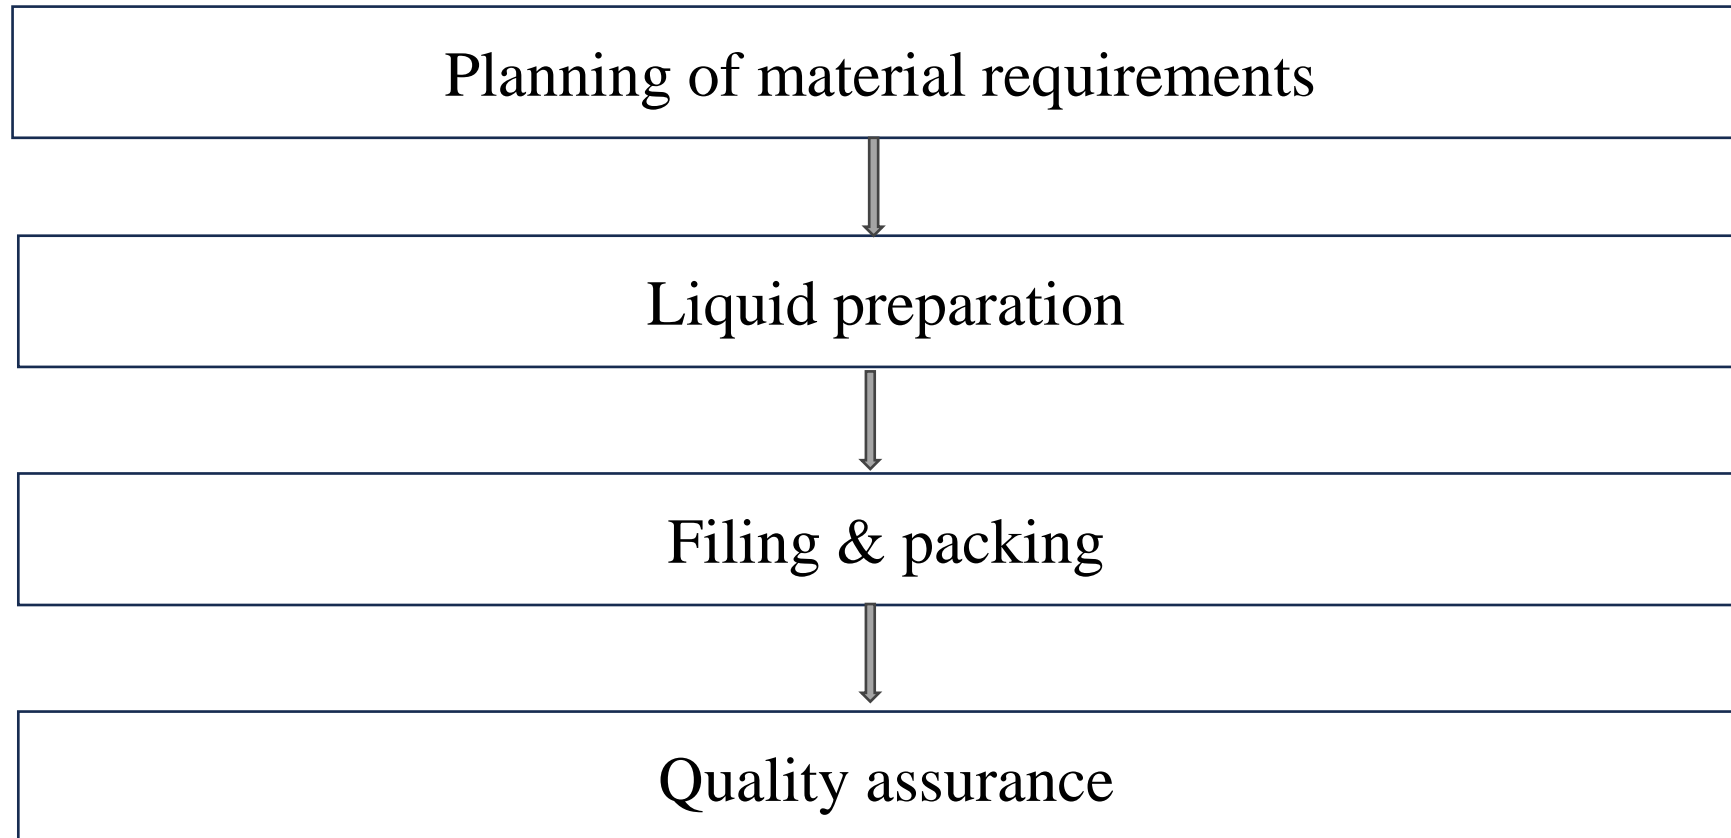 Planning of material requirements
Liquid preparation
Filing & packing
Quality assurance